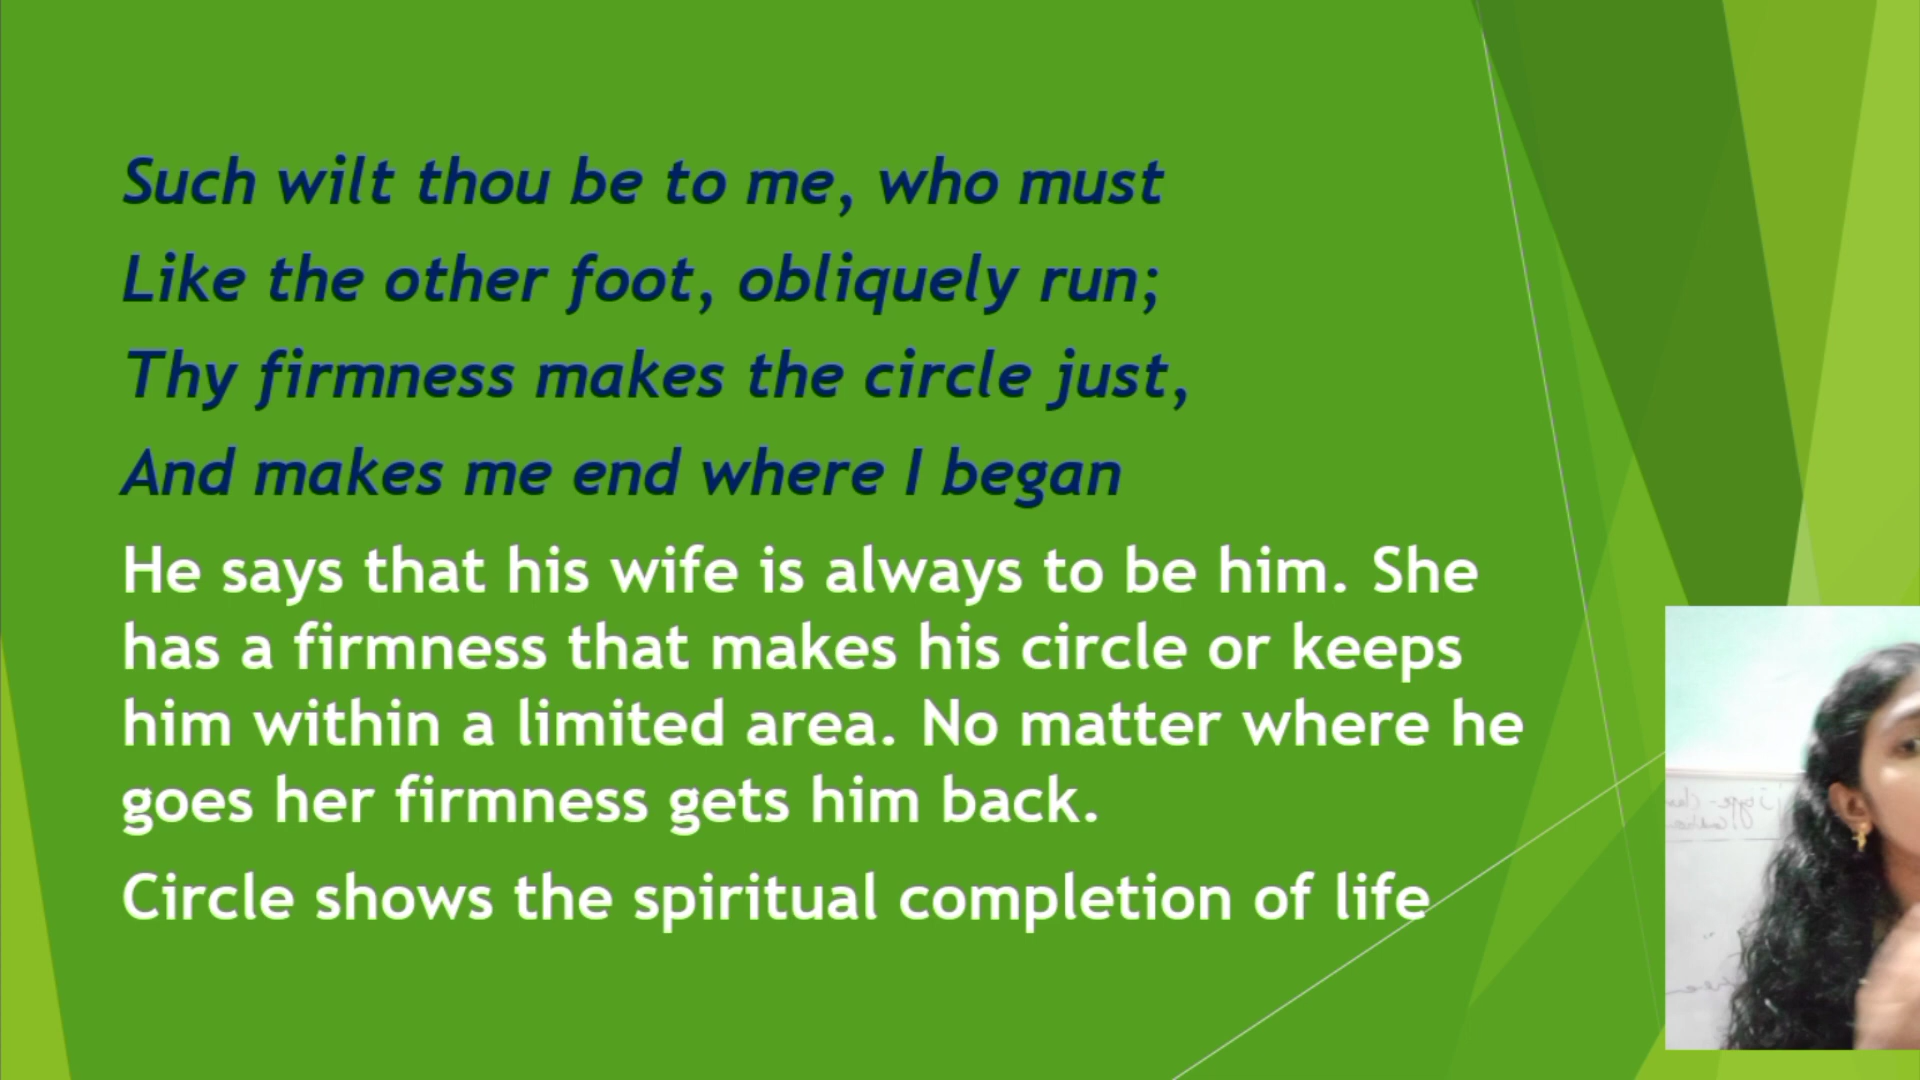 Such wilt thou be to me, who must
Like the other foot, obliquely run;
Thy firmness makes the circle just,
And makes me end where I began
He says that his wife is always to be him. She
has a firmness that makes his circle or keeps
him within a limited area. No matter where he
goes her firmness gets him back.
Circle shows the spiritual completion of life